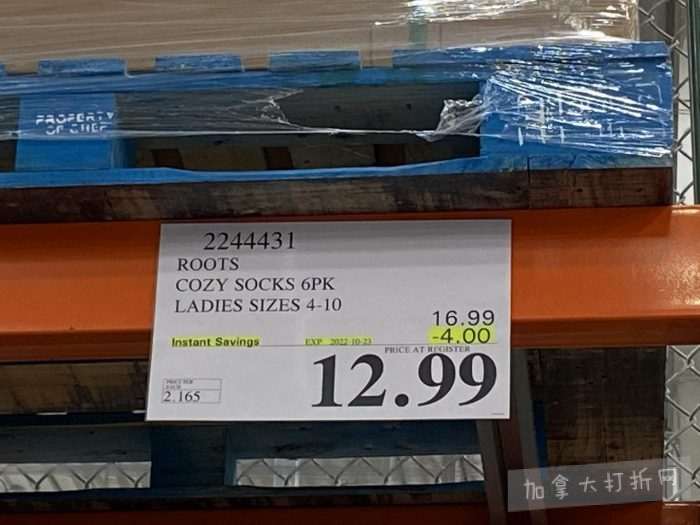 PROPERTY
OF CHEP
2244431
ROOTS
COZY SOCKS 6PK
LADIES SIZES 4-10
16.99
Instant Savings EXP 2022-10-23 -4.00
PRICE AT REGISTER
12.99
PRICE PER
EACH
2.165
加拿大打折网